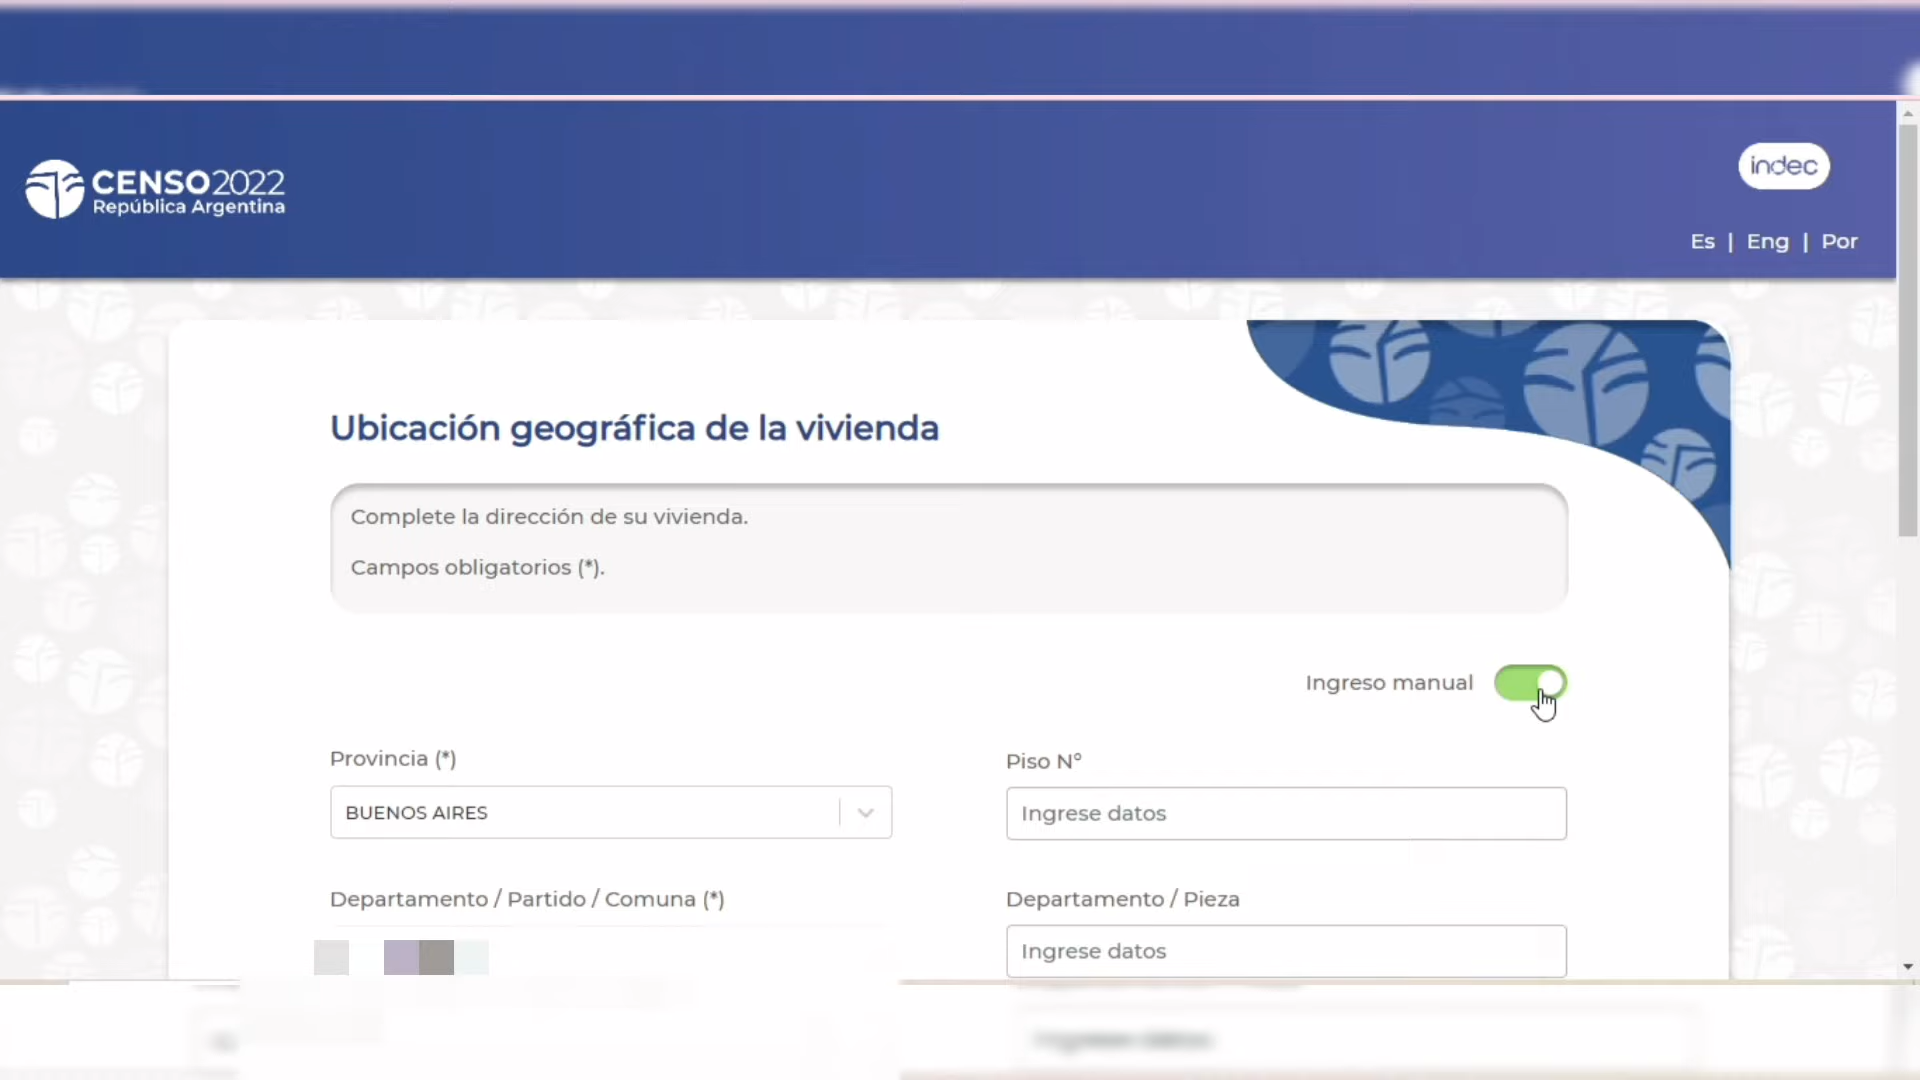 CENSO2022
República Argentina
indec
Es | Eng | Por
Ubicación geográfica de la vivienda
Complete la dirección de su vivienda.
Campos obligatorios (*).
Ingreso manual
Provincia (*)
BUENOS AIRES
Piso N°
Ingrese datos
Departamento / Partido / Comuna (*)
Departamento / Pieza
Ingrese datos